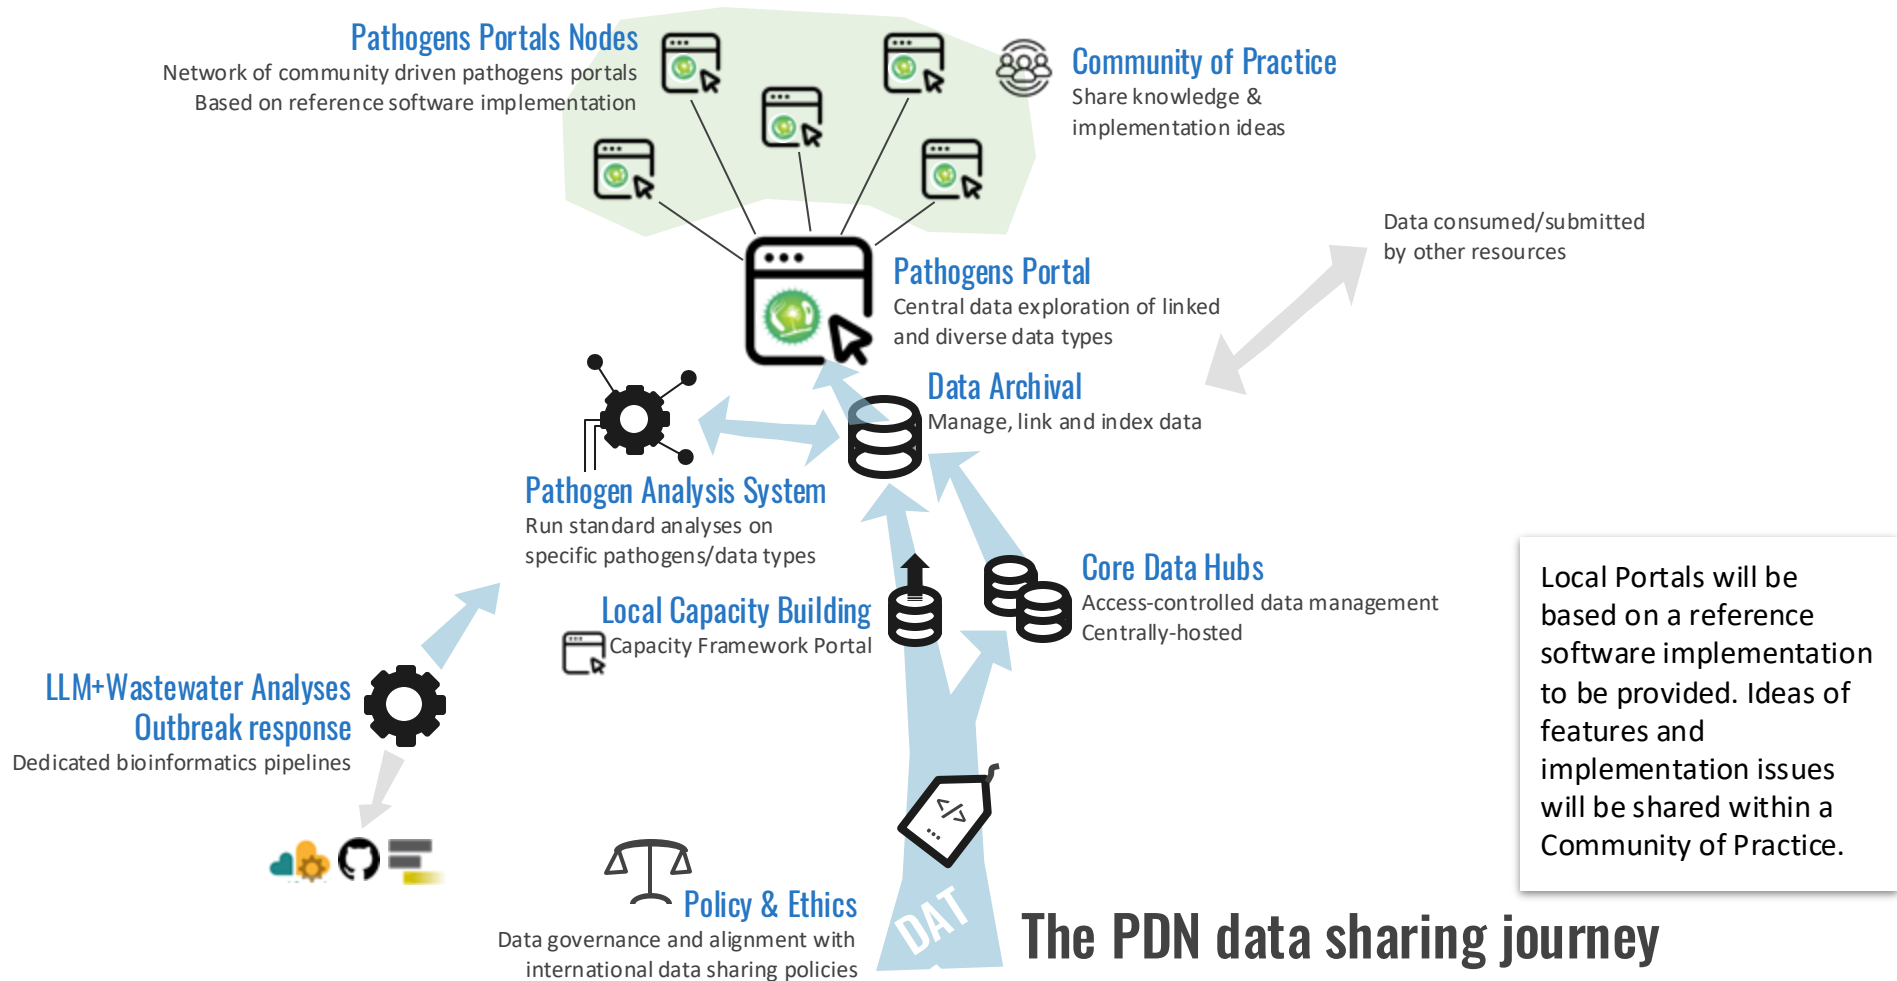 Pathogens Portals Nodes
Network of community driven pathogens portals
Based on reference software implementation
Community of Practice
Share knowledge &
implementation ideas
Data consumed/submitted
by other resources
Pathogens Portal
Central data exploration of linked
and diverse data types
Data Archival
Manage, link and index data
Pathogen Analysis System
Run standard analyses on
specific pathogens/data types
Core Data Hubs
Access-controlled data management
Centrally-hosted
Local Capacity Building
Capacity Framework Portal
LLM+Wastewater Analyses
Outbreak response
Dedicated bioinformatics pipelines
Local Portals will be
based on a reference
software implementation
to be provided. Ideas of
features and
implementation issues
will be shared within a
Community of Practice.
</>
...
Policy & Ethics
Data governance and alignment with
international data sharing policies
DAT
The PDN data sharing journey